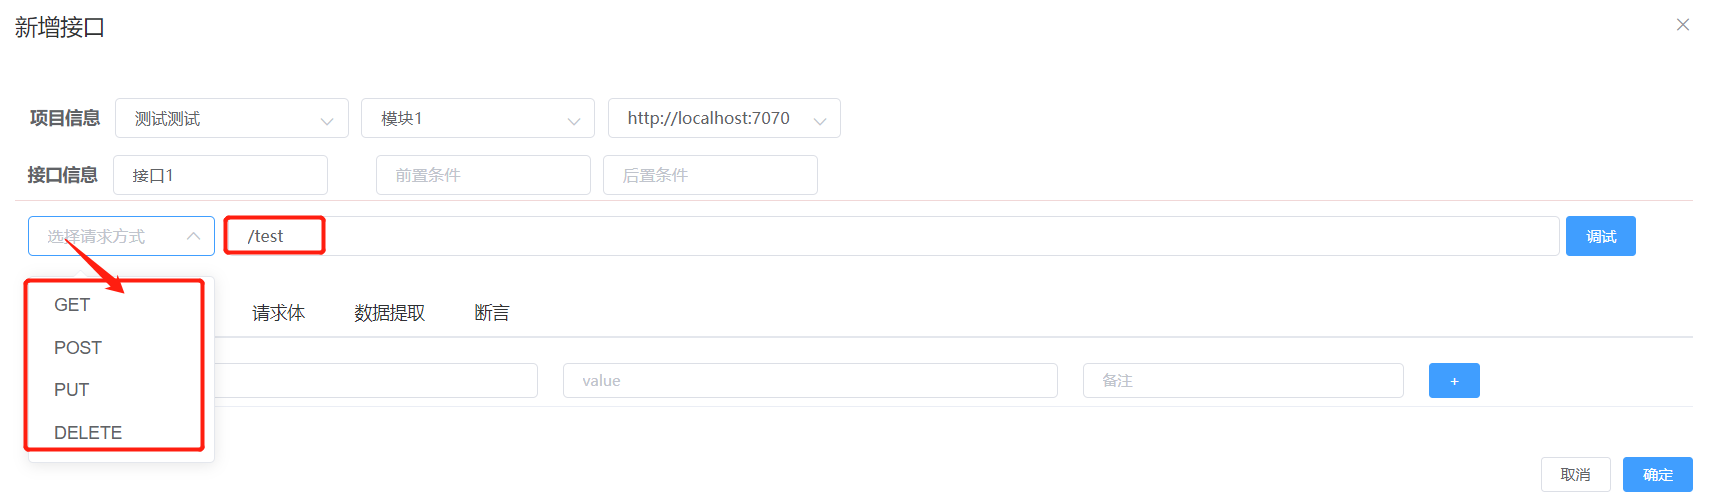 新增接口
项目信息 测试测试 模块1 http://localhost:7070
接口信息 接口1 前置条件 后置条件
选择请求方式 /test 调试
GET
POST
PUT
DELETE
请求体 数据提取 断言
value 备注 +
取消 确定